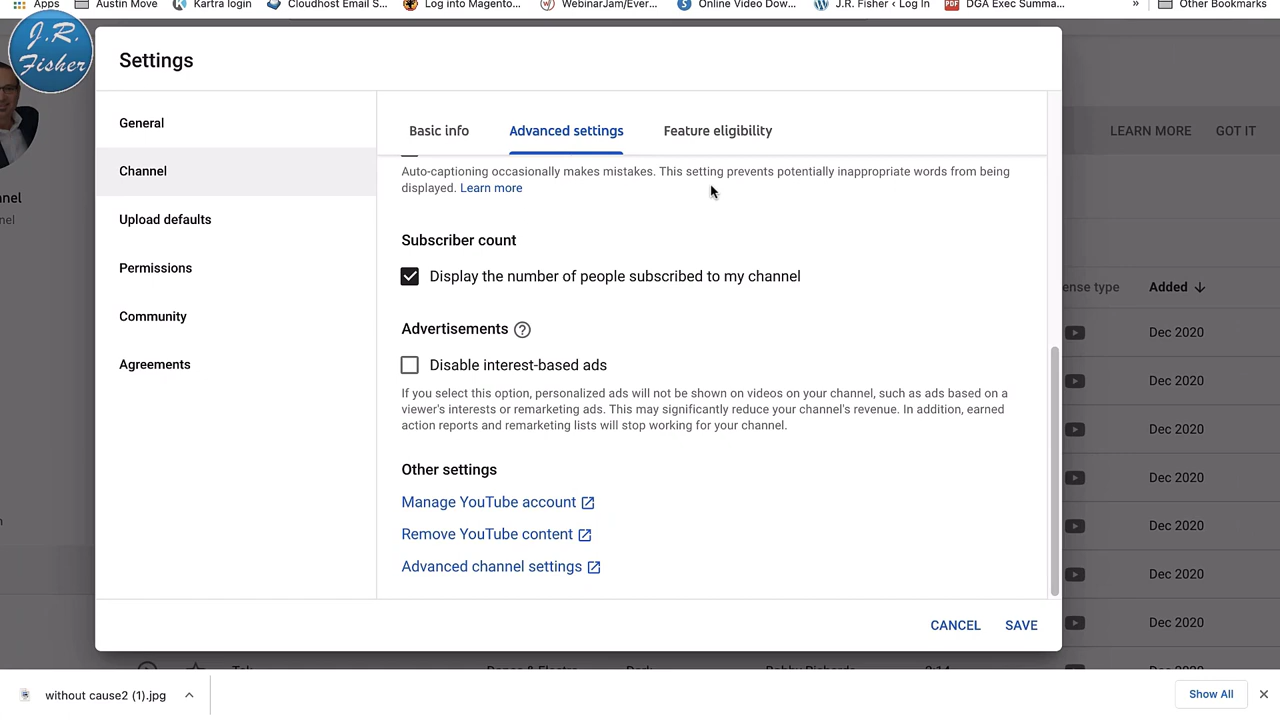 Apps Austin Move Kartra login Cloudhost Email S... Log into Magento... WebinarJam/Ever... Online Video Dow... J.R. Fisher ‹ Log In DGA Exec Summa... » Other Bookmarks
J.R.
Fisher
Settings
General
Channel
Upload defaults
Permissions
Community
Agreements
Basic info Advanced settings Feature eligibility
Auto-captioning occasionally makes mistakes. This setting prevents potentially inappropriate words from being
displayed. Learn more
Subscriber count
Display the number of people subscribed to my channel
Advertisements ?
Disable interest-based ads
If you select this option, personalized ads will not be shown on videos on your channel, such as ads based on a
viewer's interests or remarketing ads. This may significantly reduce your channel's revenue. In addition, earned
action reports and remarketing lists will stop working for your channel.
Other settings
Manage YouTube account
Remove YouTube content
Advanced channel settings
CANCEL SAVE
LEARN MORE GOT IT
nnel
nel
ense type Added
Dec 2020
Dec 2020
Dec 2020
Dec 2020
Dec 2020
Dec 2020
Dec 2020
without cause2 (1).jpg
Show All